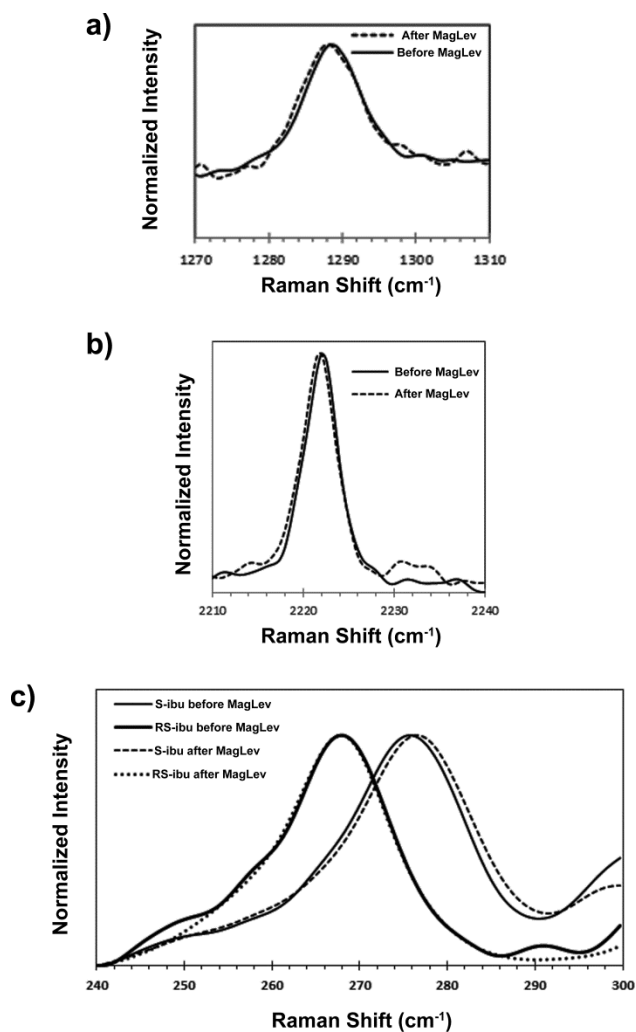 a)
After MagLev
Before MagLev
Normalized Intensity
1270 1280 1290 1300 1310
Raman Shift (cm⁻¹)
b)
Before MagLev
After MagLev
Normalized Intensity
2210 2220 2230 2240
Raman Shift (cm⁻¹)
c)
S-ibu before MagLev
RS-ibu before MagLev
S-ibu after MagLev
RS-ibu after MagLev
Normalized Intensity
240 250 260 270 280 290 300
Raman Shift (cm⁻¹)